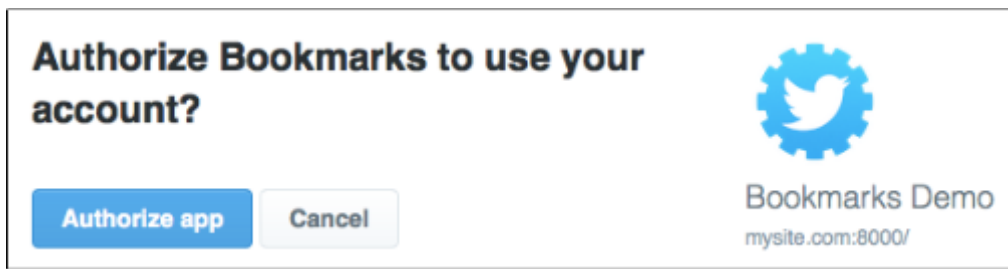 Authorize Bookmarks to use your
account?
Authorize app
Cancel
Bookmarks Demo
mysite.com:8000/